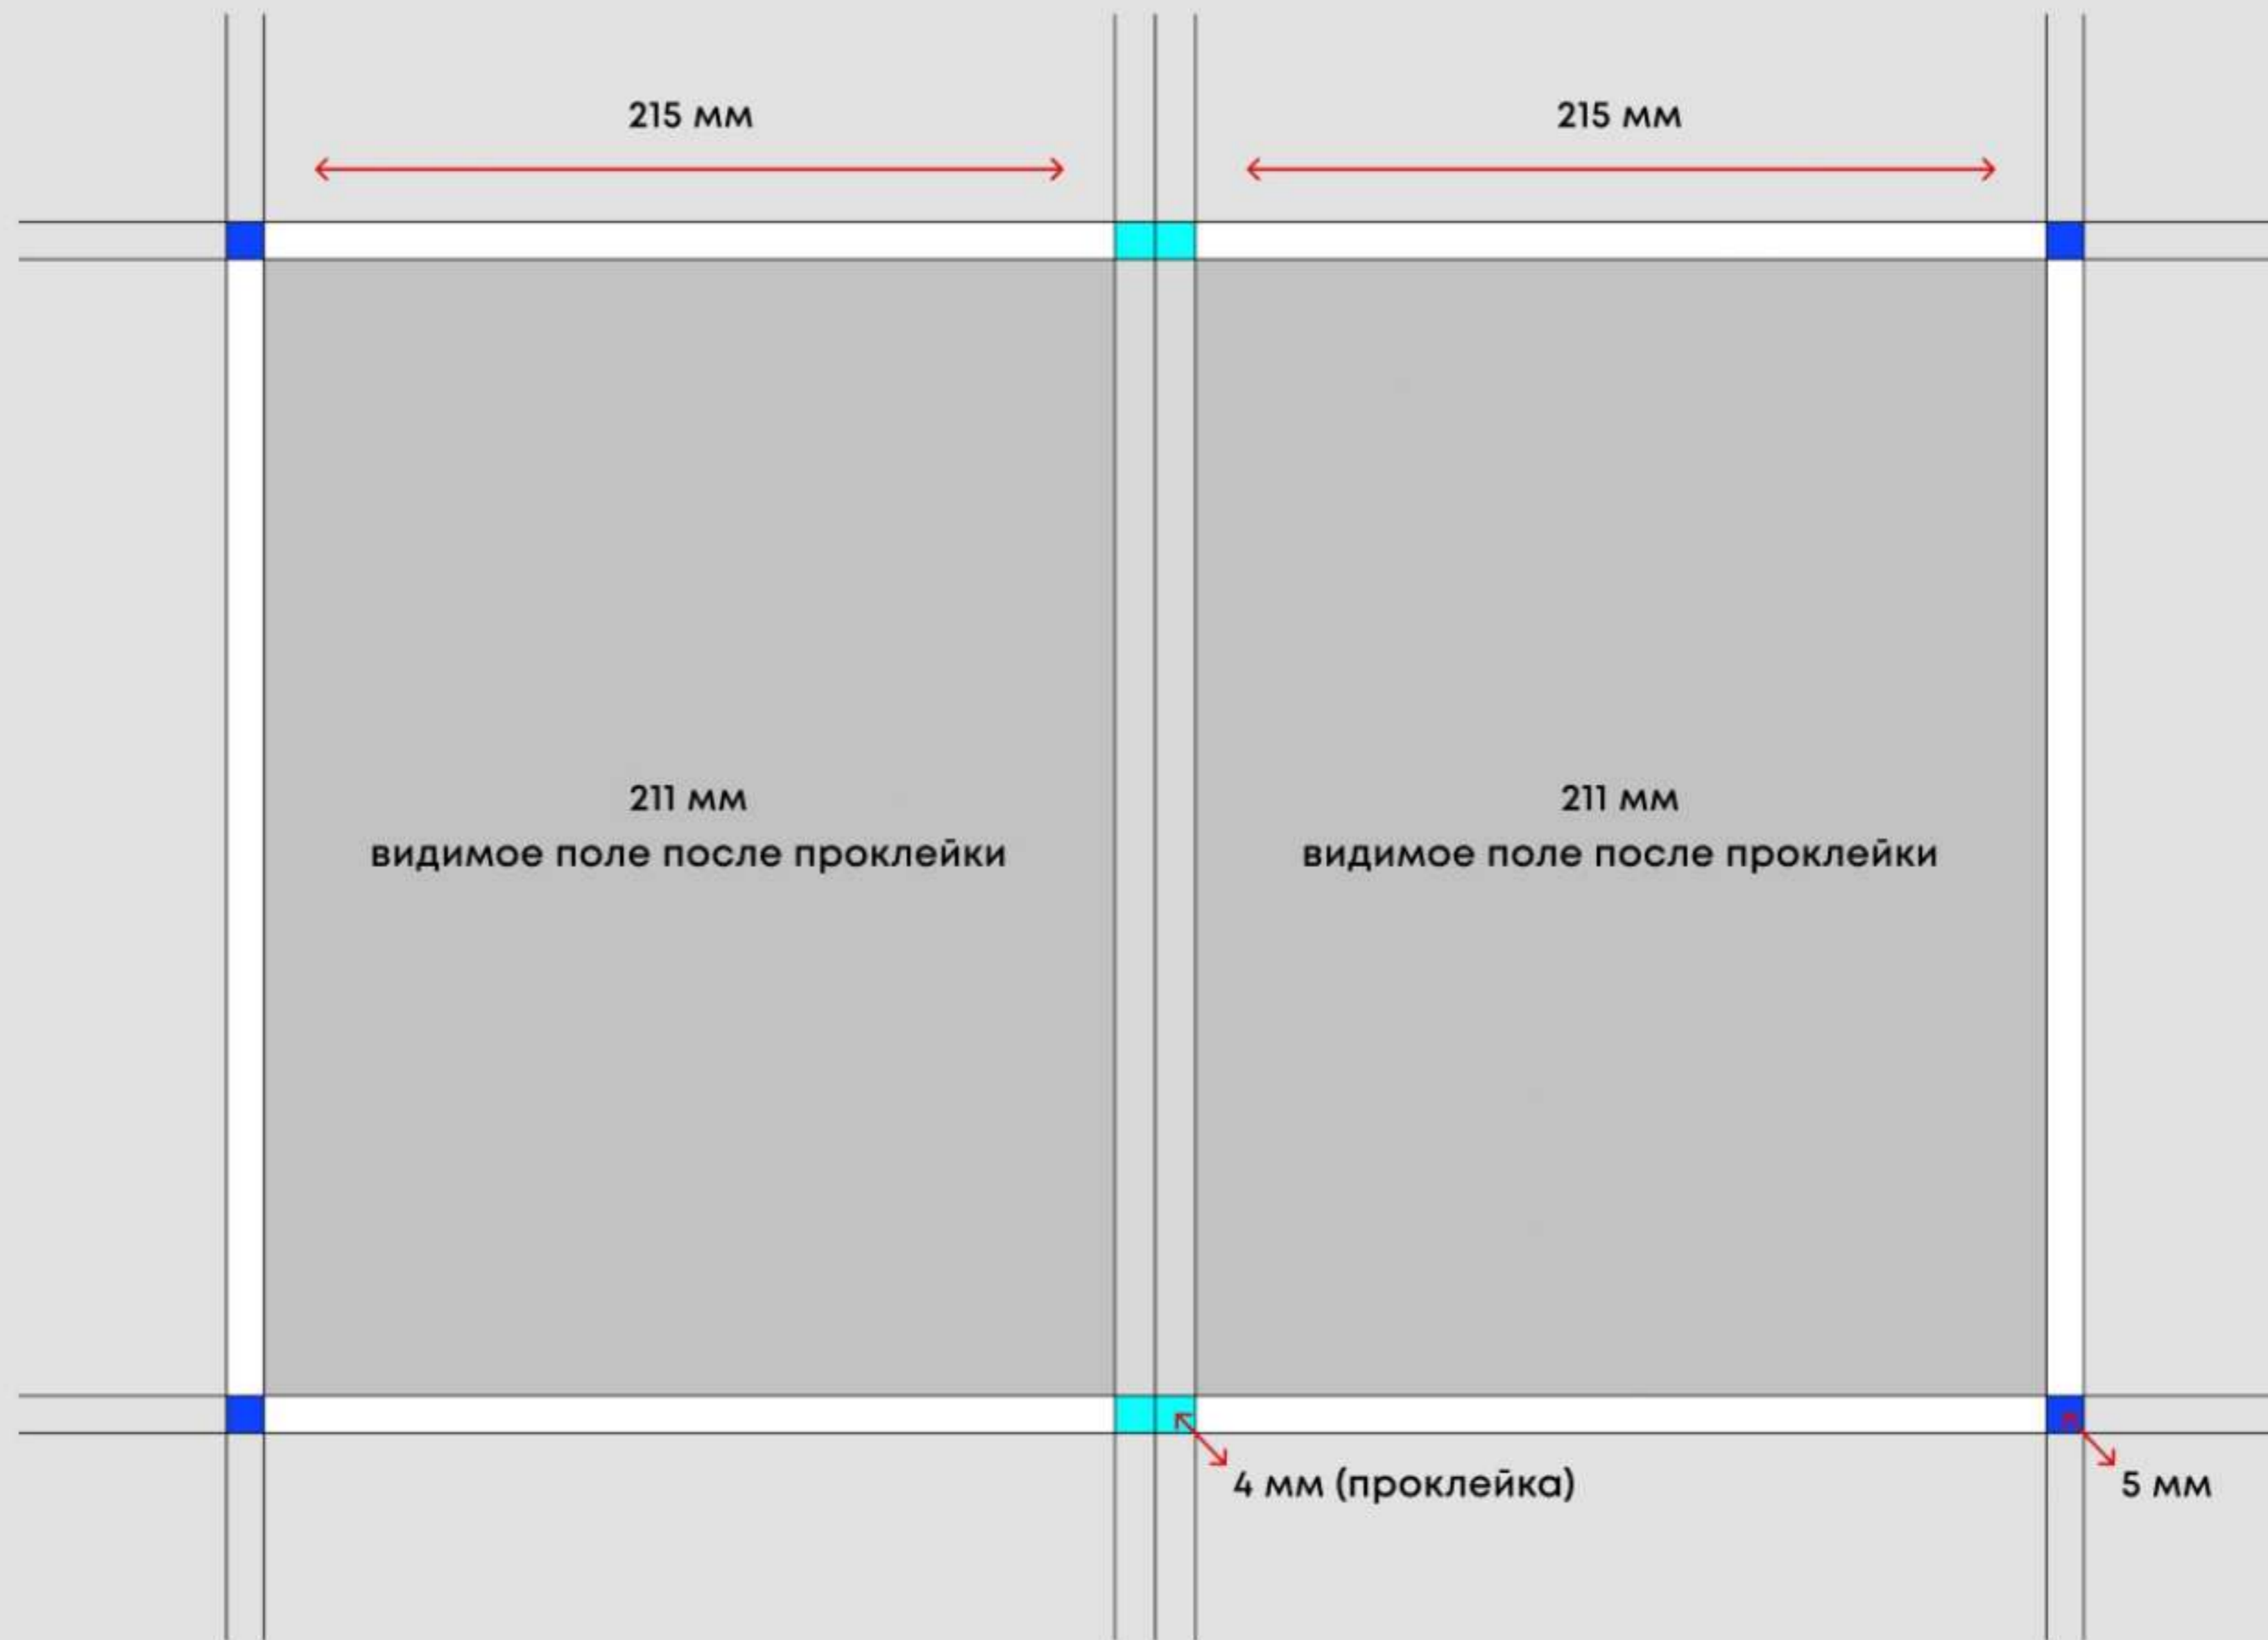 215 мм
215 мм
211 мм
видимое поле после проклейки
211 мм
видимое поле после проклейки
4 мм (проклейка)
5 мм